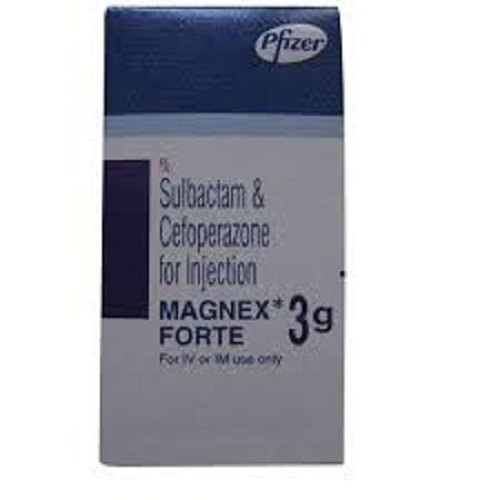 Pfizer
℞
Sulbactam &
Cefoperazone
for Injection
MAGNEX* 3g
FORTE
For IV or IM use only